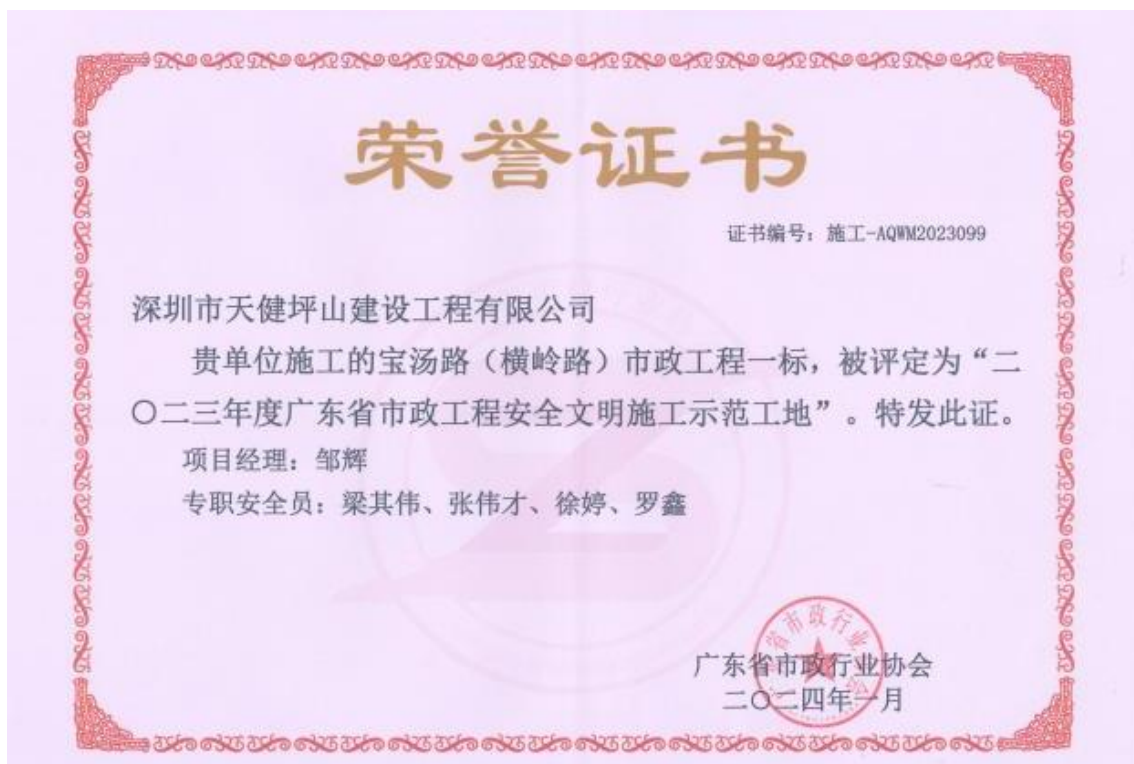 荣誉证书
证书编号：施工-AQWM2023099
深圳市天健坪山建设工程有限公司
贵单位施工的宝汤路（横岭路）市政工程一标，被评定为“二
〇二三年度广东省市政工程安全文明施工示范工地”。特发此证。
项目经理：邹辉
专职安全员：梁其伟、张伟才、徐婷、罗鑫
广东省市政行业协会
二〇二四年一月